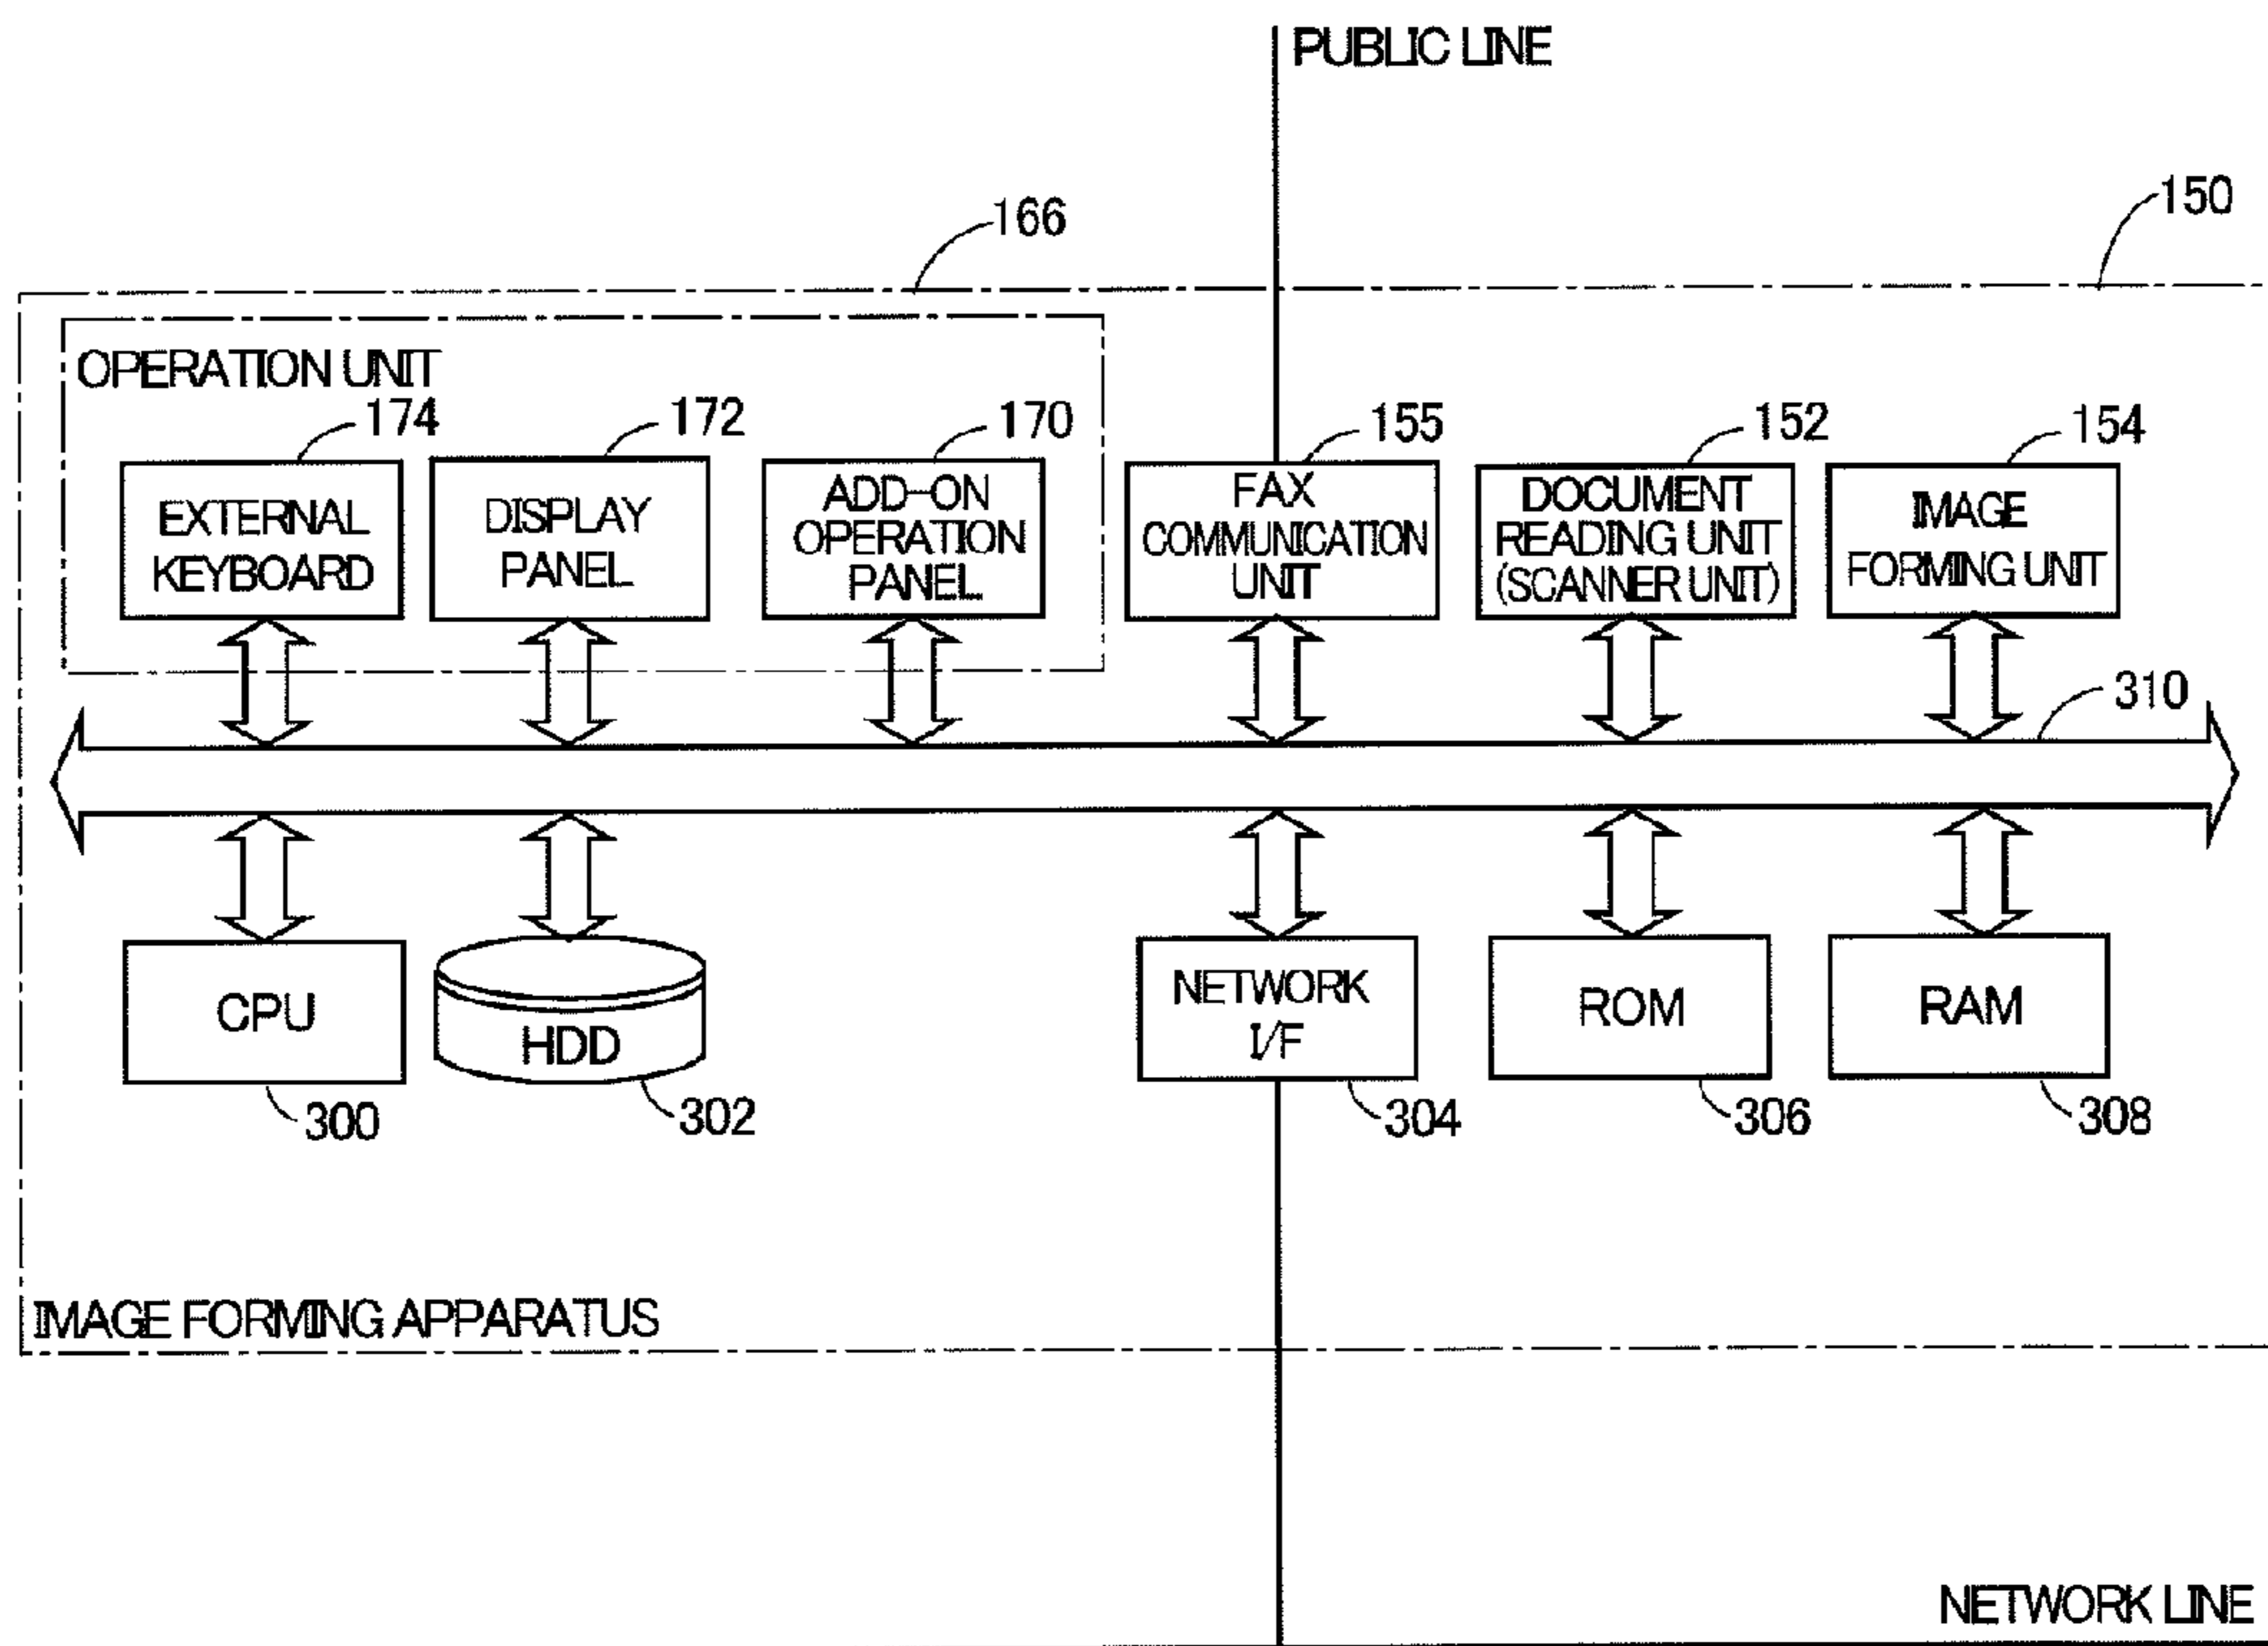 PUBLIC LINE
150
166
OPERATION UNIT
174
172
170
155
152
154
EXTERNAL
KEYBOARD
DISPLAY
PANEL
ADD-ON
OPERATION
PANEL
FAX
COMMUNICATION
UNIT
DOCUMENT
READING UNIT
(SCANNER UNIT)
IMAGE
FORMING UNIT
310
CPU
HDD
NETWORK
I/F
ROM
RAM
300
302
304
306
308
IMAGE FORMING APPARATUS
NETWORK LINE